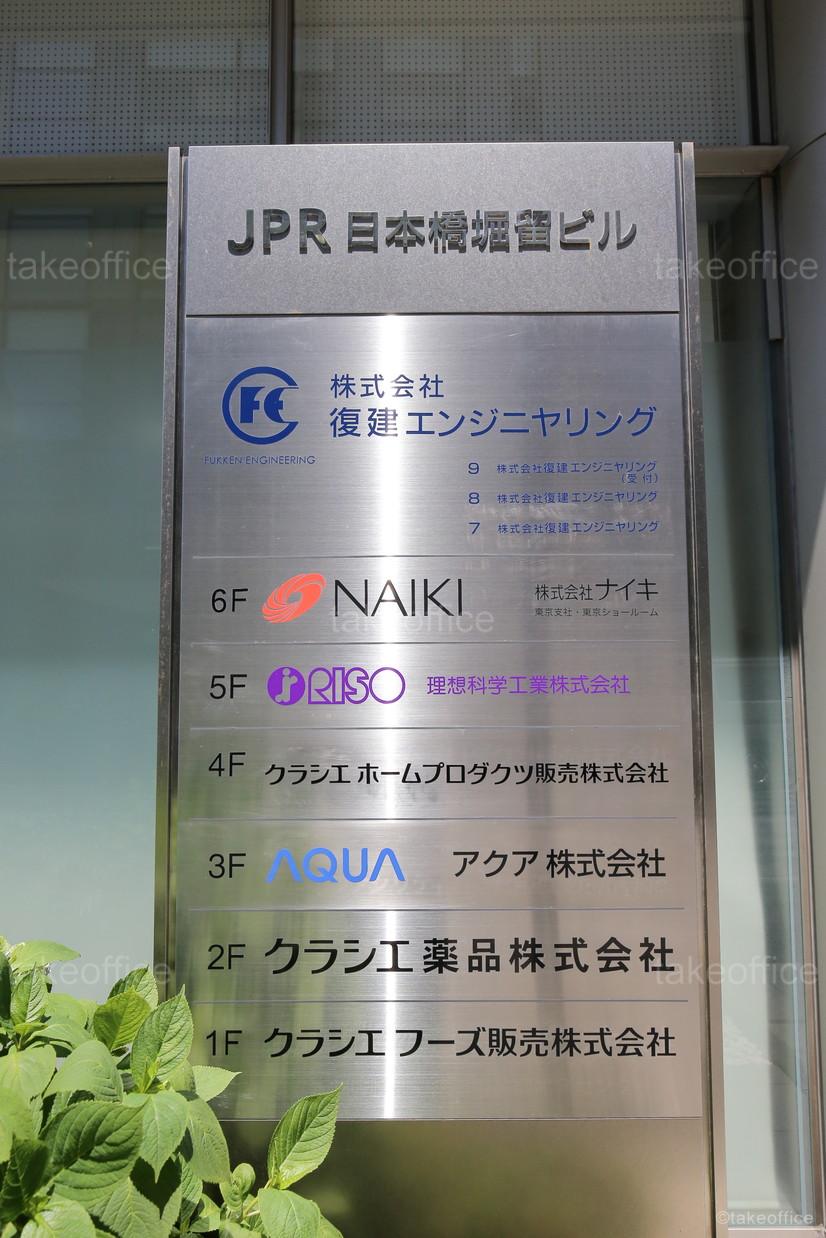 JPR 日本橋堀留ビル
takeoffice takeoffice
FE
株式会社
復建エンジニヤリング
FUKKEN ENGINEERING
9 株式会社復建エンジニヤリング
(受付)
8 株式会社復建エンジニヤリング
7 株式会社復建エンジニヤリング
6F NAIKI 株式会社ナイキ
東京支社・東京ショールーム
takeoffice
5F RISO 理想科学工業株式会社
4F クラシエ ホームプロダクツ販売株式会社
3F AQUA アクア株式会社
2F クラシエ 薬品株式会社
takeoffice takeoffice
1F クラシエ フーズ販売株式会社
©takeoffice